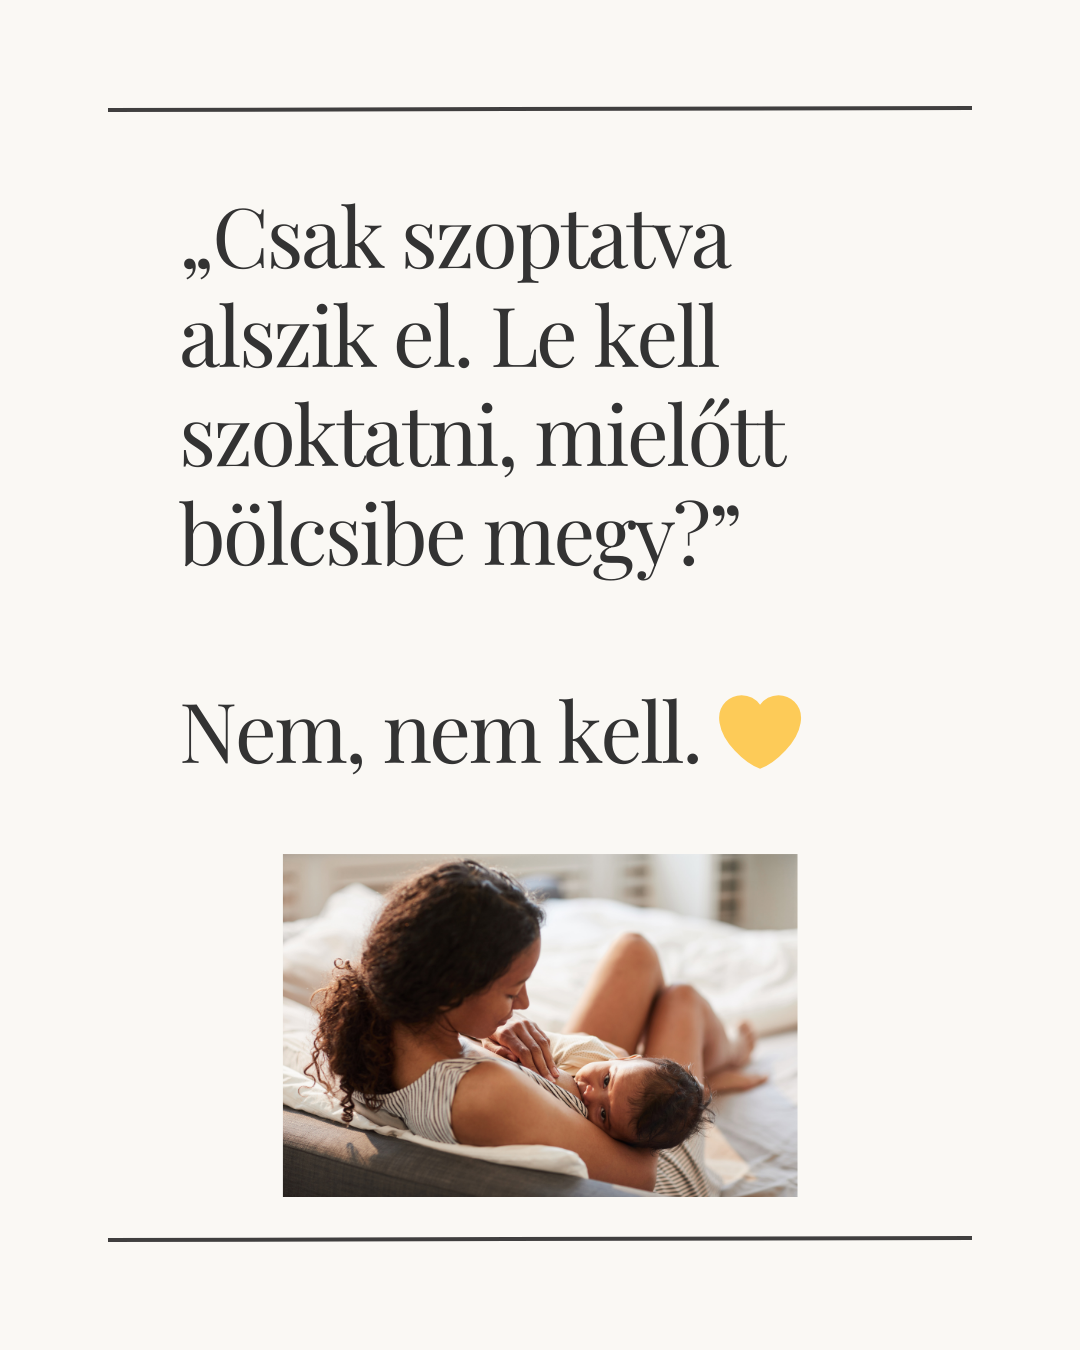 „Csak szoptatva
alszik el. Le kell
szoktatni, mielőtt
bölcsibe megy?”
Nem, nem kell. 💛